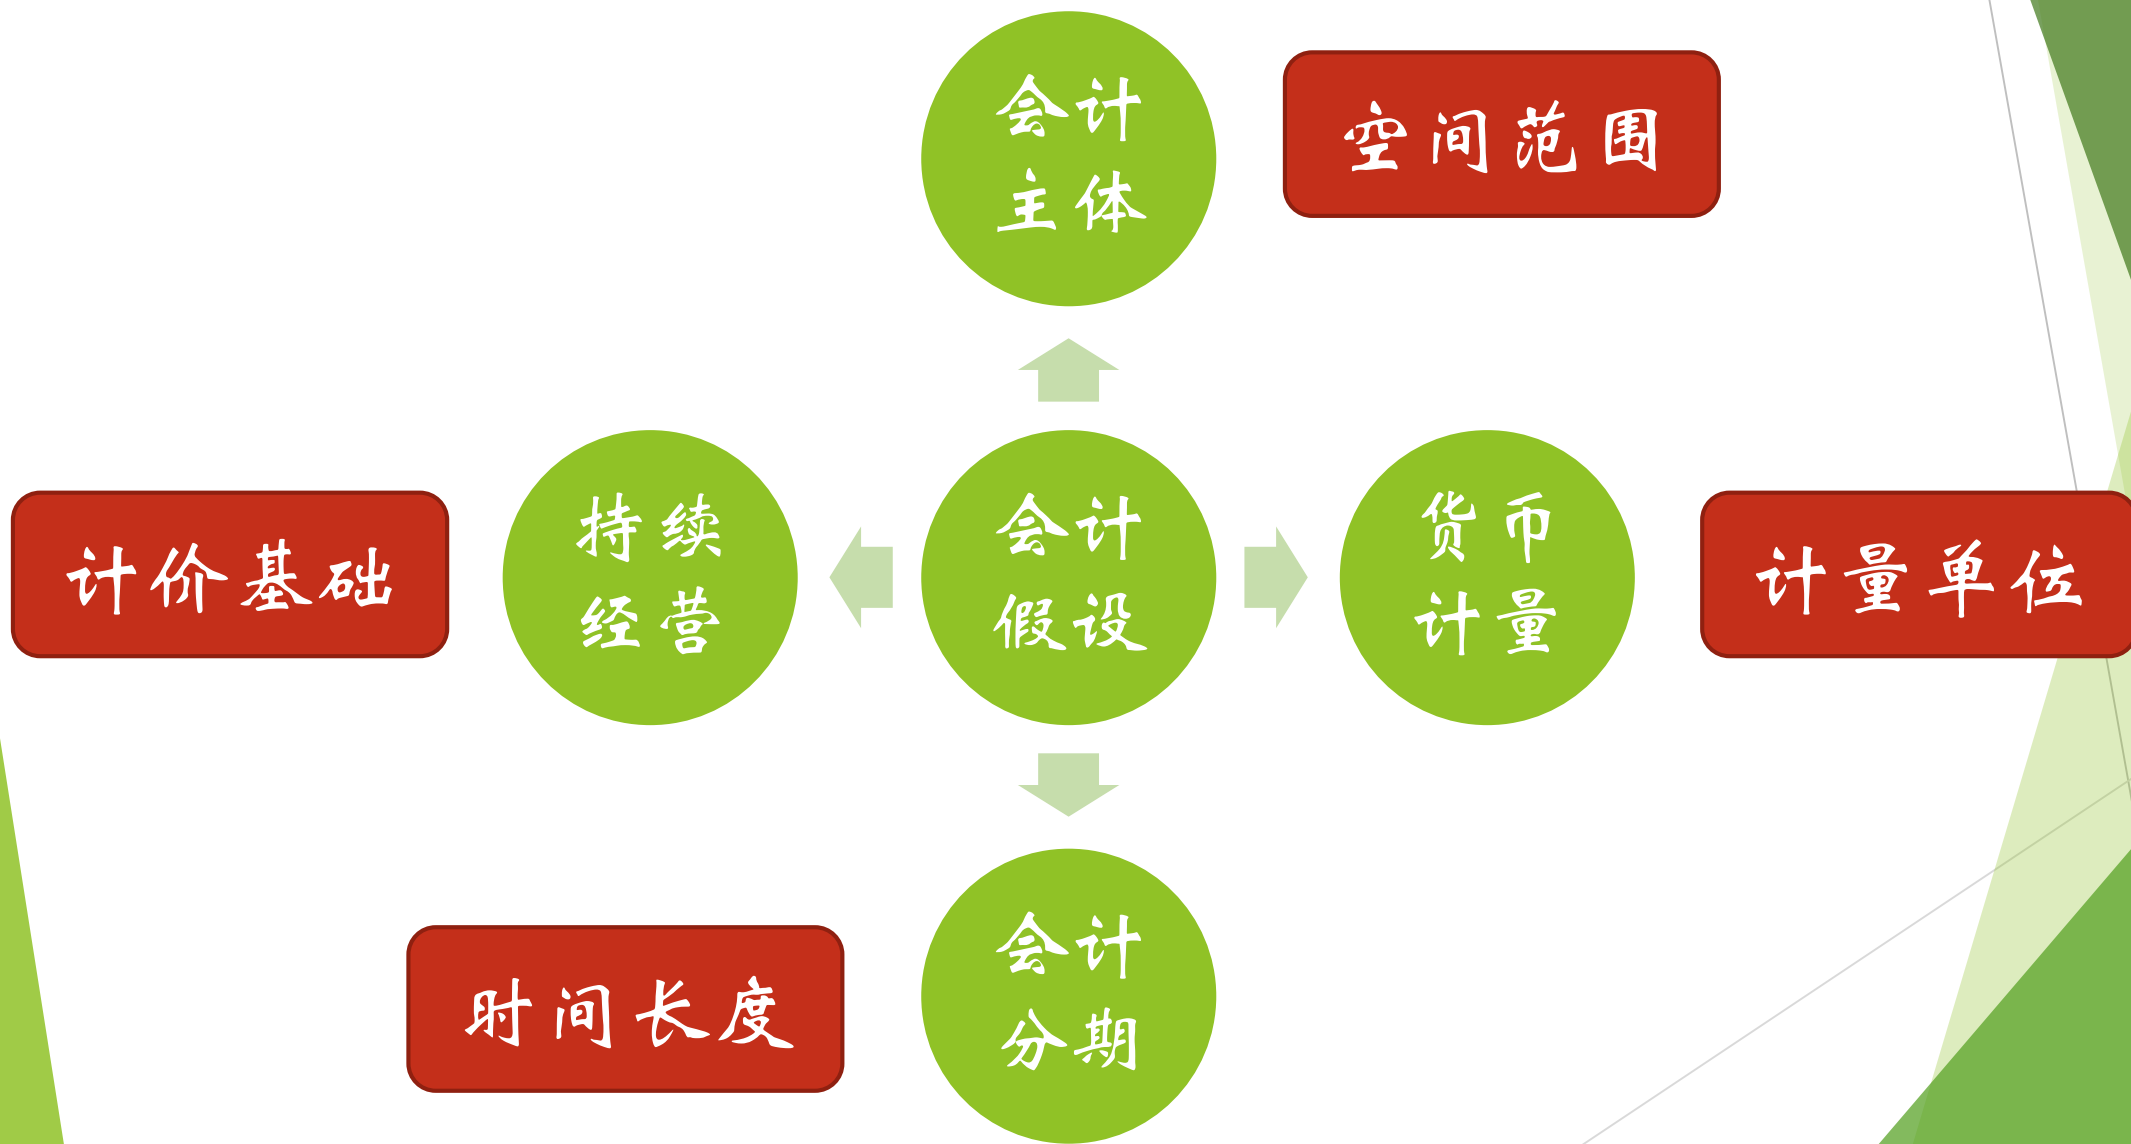 会计
主体
空间范围
计价基础
持续
经营
会计
假设
货币
计量
计量单位
时间长度
会计
分期